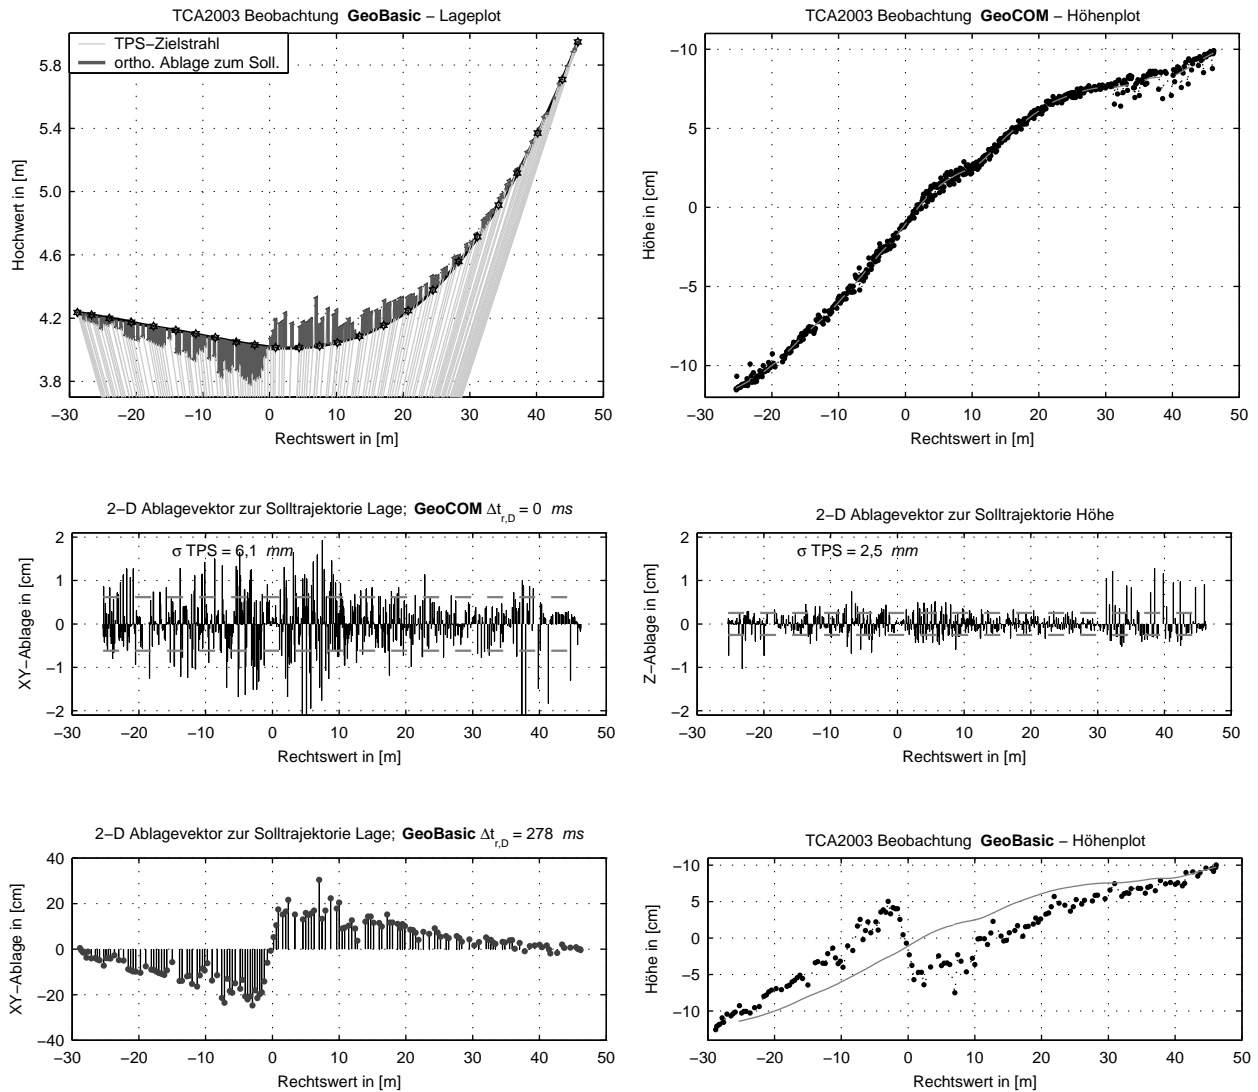 TCA2003 Beobachtung GeoBasic − Lageplot
TPS−Zielstrahl
ortho. Ablage zum Soll.
5.8
5.4
5.0
4.6
4.2
3.8
Hochwert in [m]
−30 −20 −10 0 10 20 30 40 50
Rechtswert in [m]
TCA2003 Beobachtung GeoCOM − Höhenplot
−10
5
0
−5
−10
Höhe in [cm]
−30 −20 −10 0 10 20 30 40 50
Rechtswert in [m]
2−D Ablagevektor zur Solltrajektorie Lage; GeoCOM Δt r,D = 0 ms
σ TPS = 6,1 mm
2
1
0
−1
−2
XY−Ablage in [cm]
−30 −20 −10 0 10 20 30 40 50
Rechtswert in [m]
2−D Ablagevektor zur Solltrajektorie Höhe
σ TPS = 2,5 mm
2
1
0
−1
−2
Z−Ablage in [cm]
−30 −20 −10 0 10 20 30 40 50
Rechtswert in [m]
2−D Ablagevektor zur Solltrajektorie Lage; GeoBasic Δt r,D = 278 ms
40
20
0
−20
−40
XY−Ablage in [cm]
−30 −20 −10 0 10 20 30 40 50
Rechtswert in [m]
TCA2003 Beobachtung GeoBasic − Höhenplot
−10
5
0
−5
−10
Höhe in [cm]
−30 −20 −10 0 10 20 30 40 50
Rechtswert in [m]